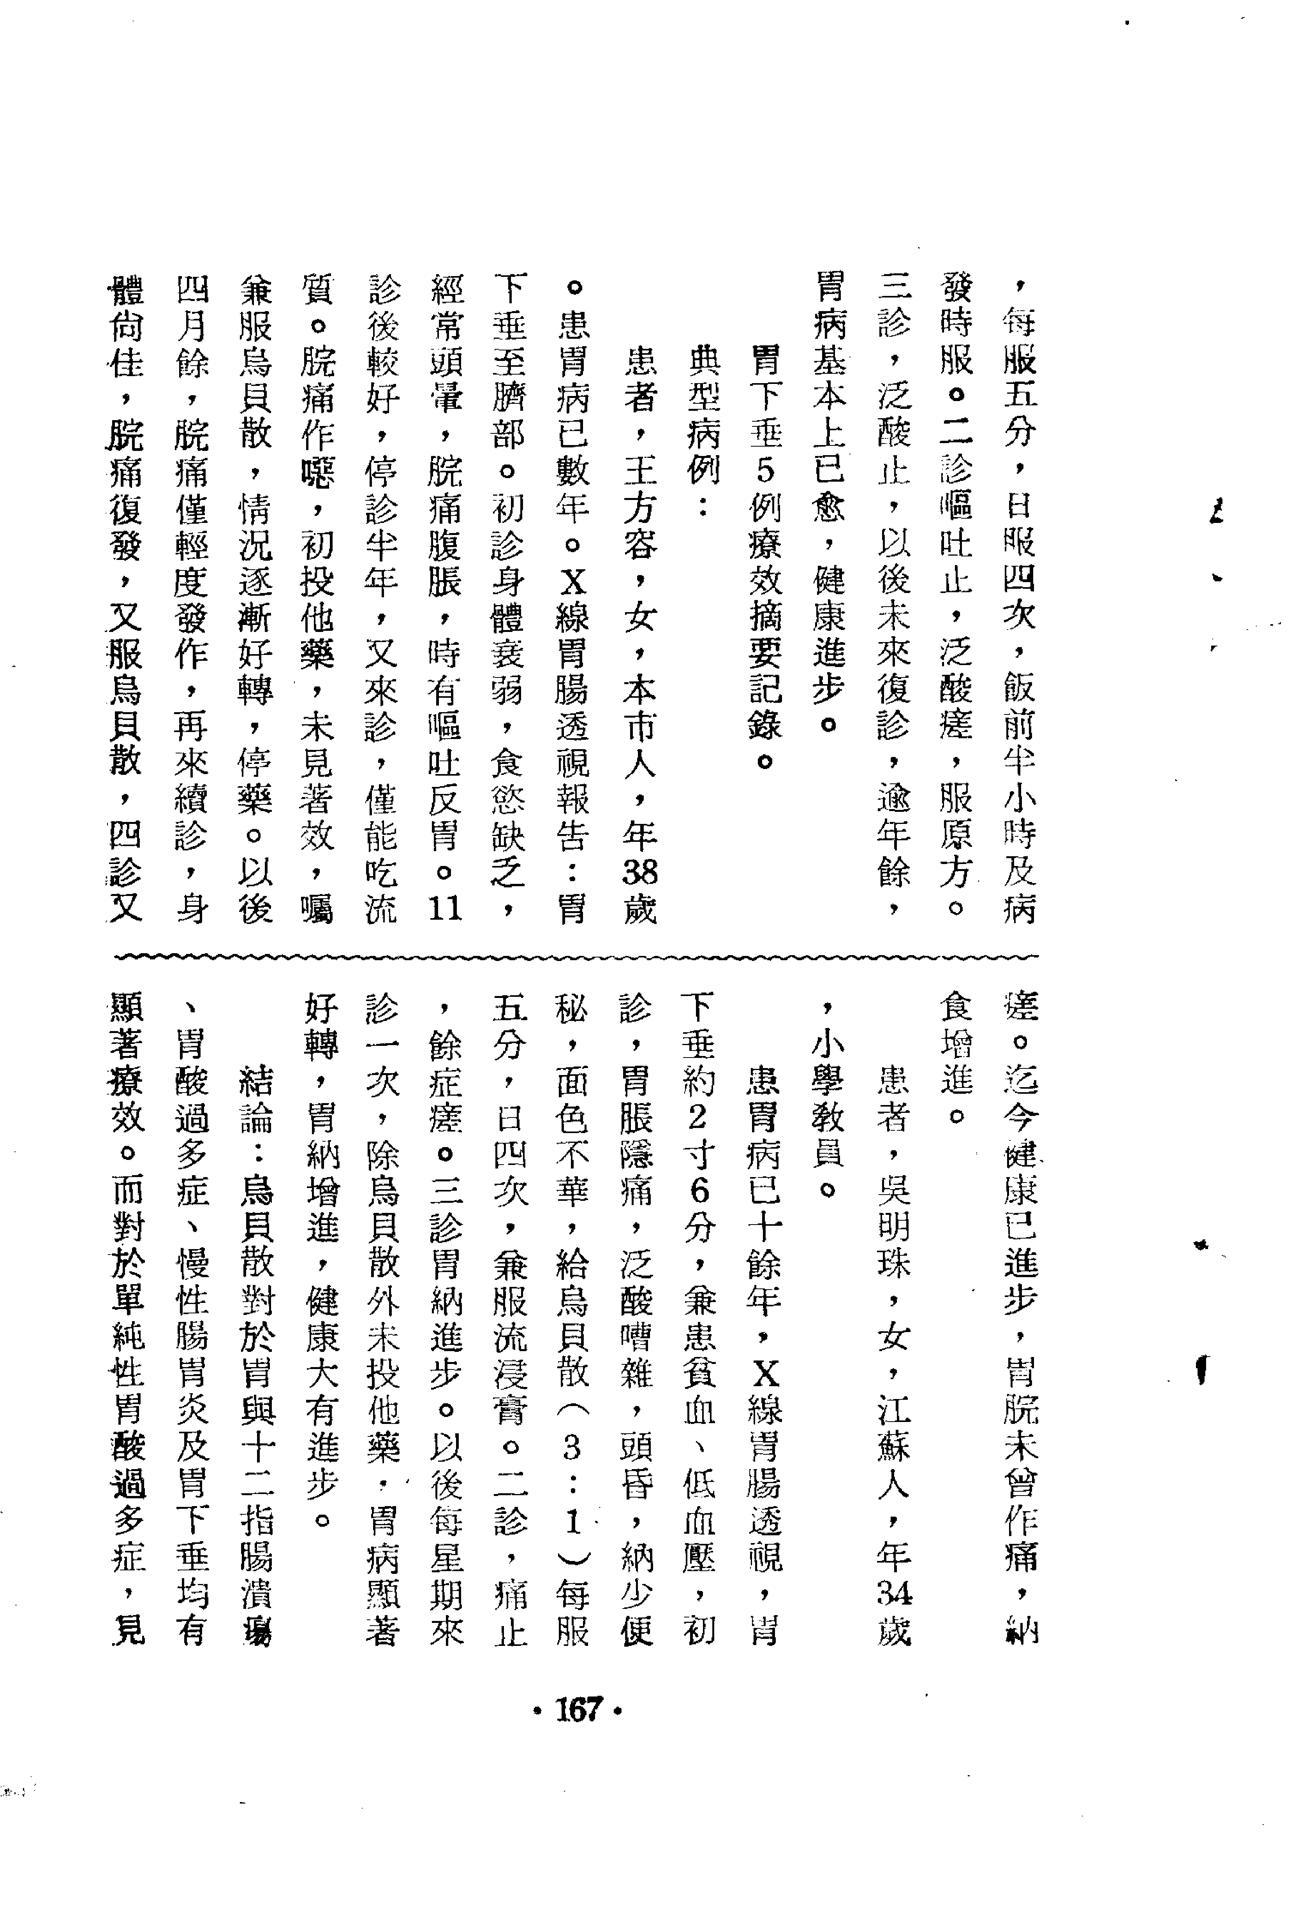 ，每服五分，日服四次，飯前半小時及病
發時服。二診嘔吐止，泛酸瘥，服原方。
三診，泛酸止，以後未來復診，逾年餘，
胃病基本上已愈，健康進步。
胃下垂5例療效摘要記錄。
典型病例：
患者，王方容，女，本市人，年38歲
。患胃病已數年。X線胃腸透視報告：胃
下垂至臍部。初診身體衰弱，食慾缺乏，
經常頭暈，脘痛腹脹，時有嘔吐反胃。11
診後較好，停診半年，又來診，僅能吃流
質。脘痛作噁，初投他藥，未見著效，囑
兼服烏貝散，情況逐漸好轉，停藥。以後
四月餘，脘痛僅輕度發作，再來續診，身
體尙佳，脘痛復發，又服烏貝散，四診又
瘥。迄今健康已進步，胃脘未曾作痛，納
食增進。
患者，吳明珠，女，江蘇人，年34歲
，小學敎員。
患胃病已十餘年，X線胃腸透視，胃
下垂約2寸6分，兼患貧血、低血壓，初
診，胃脹隱痛，泛酸嘈雜，頭昏，納少便
秘，面色不華，給烏貝散（3：1）每服
五分，日四次，兼服流浸膏。二診，痛止
，餘症瘥。三診胃納進步。以後每星期來
診一次，除烏貝散外未投他藥，胃病顯著
好轉，胃納增進，健康大有進步。
結論：烏貝散對於胃與十二指腸潰瘍
、胃酸過多症、慢性腸胃炎及胃下垂均有
顯著療效。而對於單純性胃酸過多症，見
·167·